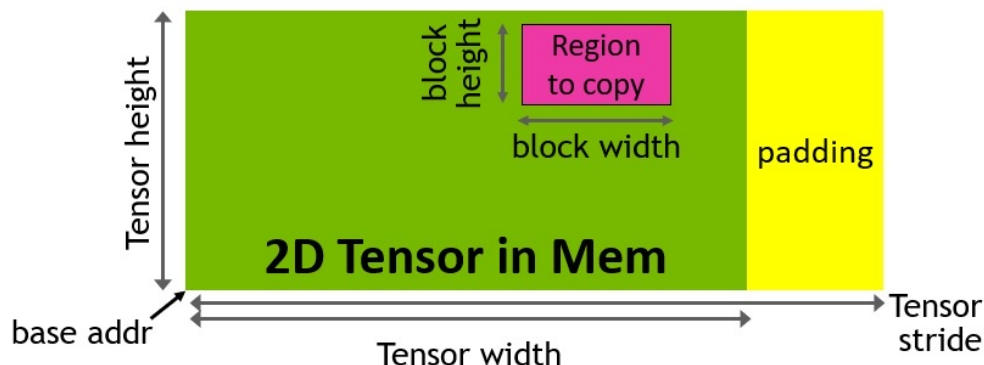 Tensor height
block
height
Region
to copy
block width
padding
2D Tensor in Mem
base addr
Tensor
stride
Tensor width